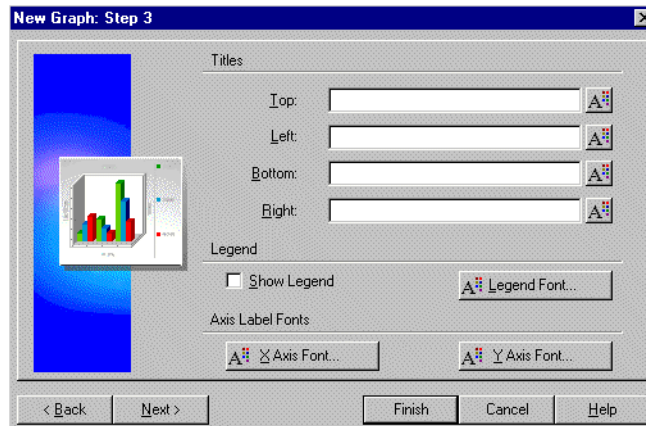 New Graph: Step 3
Titles
Top:
Left:
Bottom:
Right:
Legend
Show Legend
Legend Font...
Axis Label Fonts
X Axis Font...
Y Axis Font...
< Back
Next >
Finish
Cancel
Help